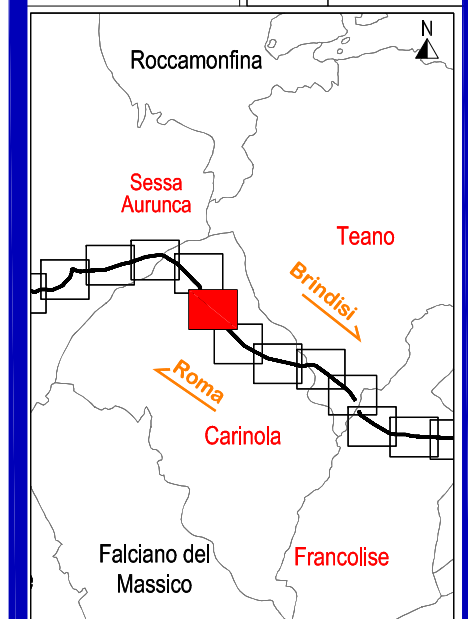 N
Roccamonfina
Sessa
Aurunca
Teano
Brindisi
Roma
Carinola
Falciano del
Massico
Francolise